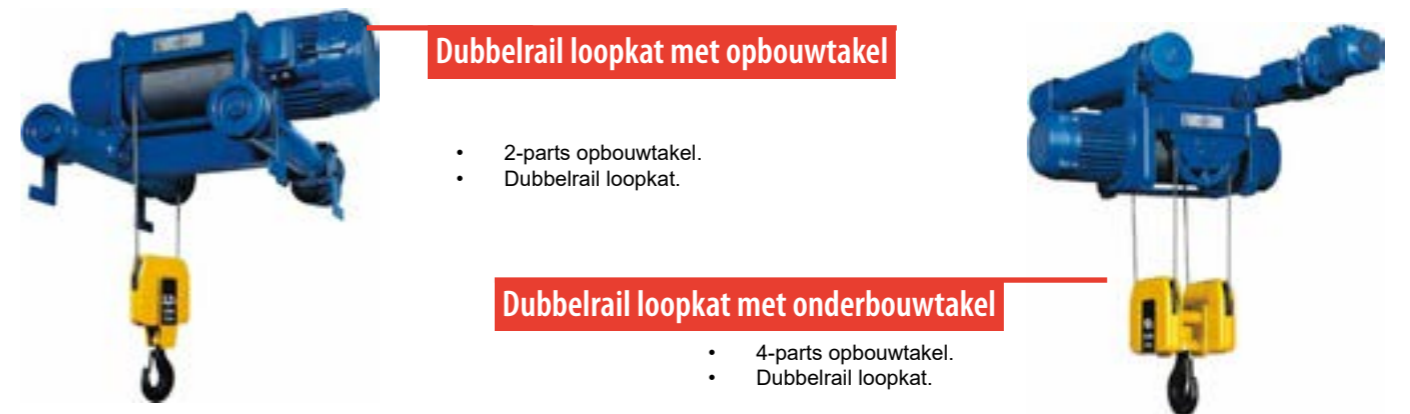 Dubbelrail loopkat met opbouwtakel
• 2-parts opbouwtakel.
• Dubbelrail loopkat.
Dubbelrail loopkat met onderbouwtakel
• 4-parts opbouwtakel.
• Dubbelrail loopkat.